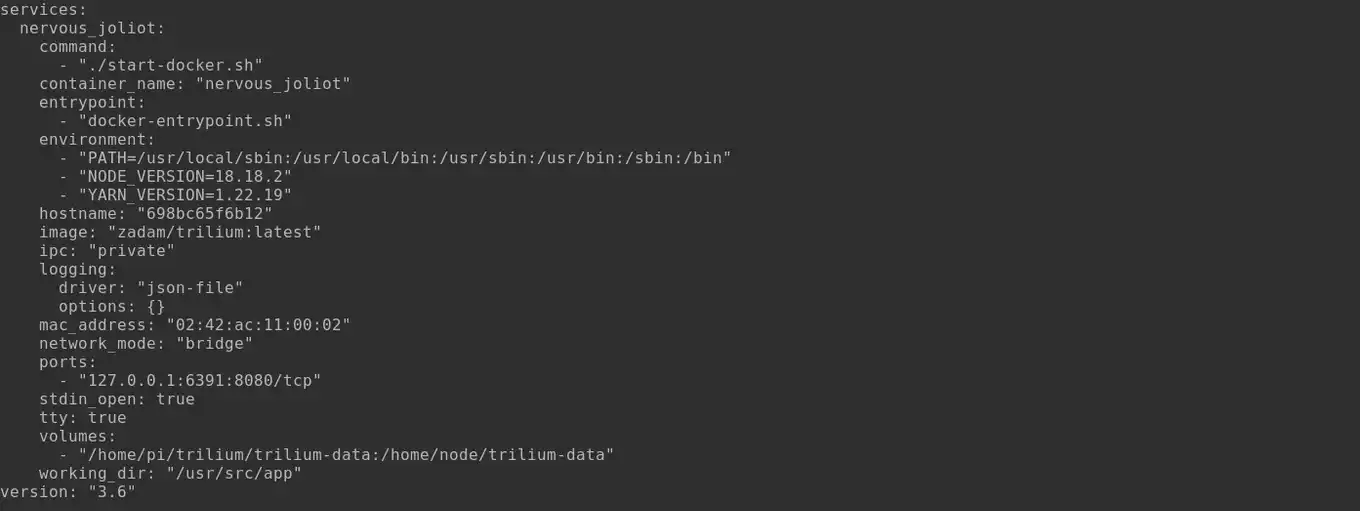 services:
  nervous_joliot:
    command:
      - "./start-docker.sh"
    container_name: "nervous_joliot"
    entrypoint:
      - "docker-entrypoint.sh"
    environment:
      - "PATH=/usr/local/sbin:/usr/local/bin:/usr/sbin:/usr/bin:/sbin:/bin"
      - "NODE_VERSION=18.18.2"
      - "YARN_VERSION=1.22.19"
    hostname: "698bc65f6b12"
    image: "zadam/trilium:latest"
    ipc: "private"
    logging:
      driver: "json-file"
      options: {}
    mac_address: "02:42:ac:11:00:02"
    network_mode: "bridge"
    ports:
      - "127.0.0.1:6391:8080/tcp"
    stdin_open: true
    tty: true
    volumes:
      - "/home/pi/trilium/trilium-data:/home/node/trilium-data"
    working_dir: "/usr/src/app"
version: "3.6"